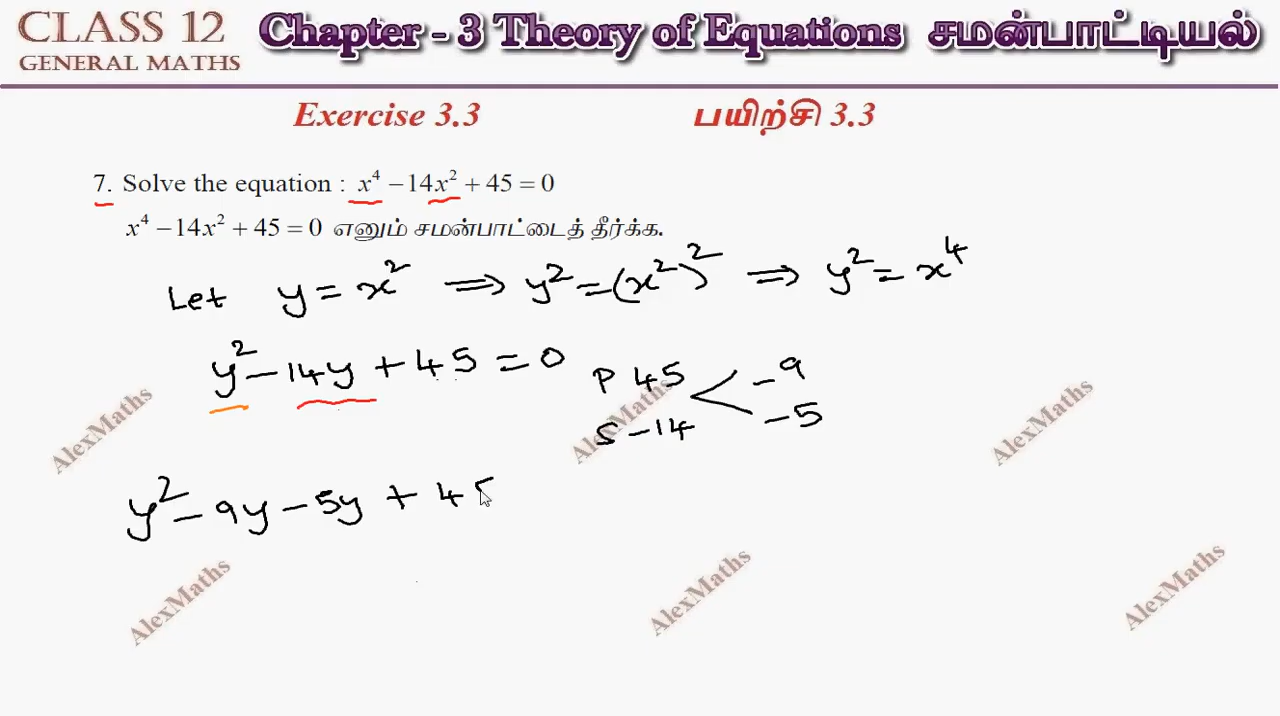 CLASS 12
GENERAL MATHS
Chapter - 3 Theory of Equations சமன்பாட்டியல்
Exercise 3.3 பயிற்சி 3.3
7. Solve the equation : x⁴ − 14x² + 45 = 0
x⁴ − 14x² + 45 = 0 எனும் சமன்பாட்டைத் தீர்க்க.
Let y = x² ⟹ y² = (x²)² ⟹ y² = x⁴
y² − 14y + 45 = 0
P 45 < −9
S −14 −5
AlexMaths
AlexMaths
AlexMaths
y² − 9y − 5y + 45
AlexMaths
AlexMaths
AlexMaths